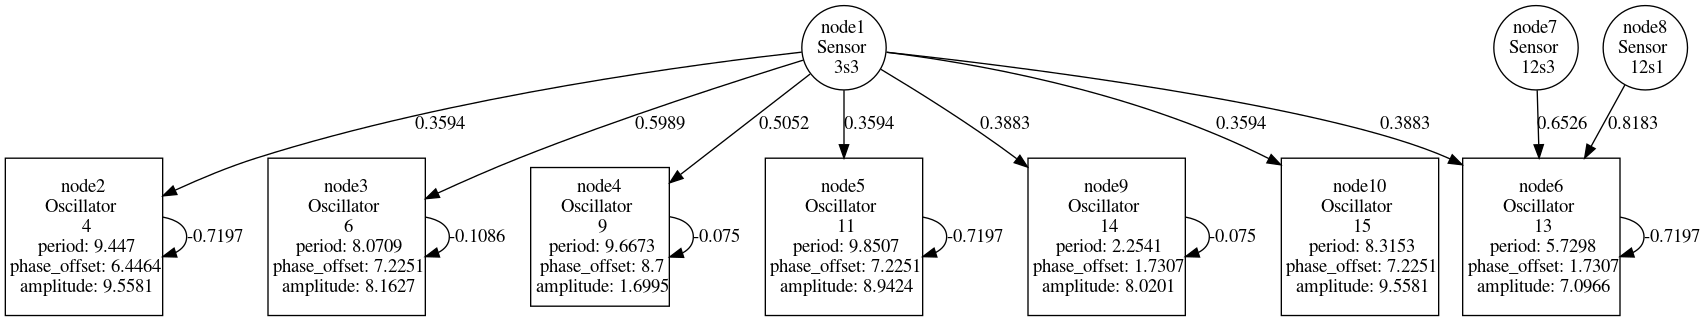 node1
Sensor
3s3
node7
Sensor
12s3
node8
Sensor
12s1
0.3594
0.5989
0.5052
0.3594
0.3883
0.3594
0.3883
0.6526
0.8183
node2
Oscillator
4
period: 9.447
phase_offset: 6.4464
amplitude: 9.5581
-0.7197
node3
Oscillator
6
period: 8.0709
phase_offset: 7.2251
amplitude: 8.1627
-0.1086
node4
Oscillator
9
period: 9.6673
phase_offset: 8.7
amplitude: 1.6995
-0.075
node5
Oscillator
11
period: 9.8507
phase_offset: 7.2251
amplitude: 8.9424
-0.7197
node9
Oscillator
14
period: 2.2541
phase_offset: 1.7307
amplitude: 8.0201
-0.075
node10
Oscillator
15
period: 8.3153
phase_offset: 7.2251
amplitude: 9.5581
node6
Oscillator
13
period: 5.7298
phase_offset: 1.7307
amplitude: 7.0966
-0.7197